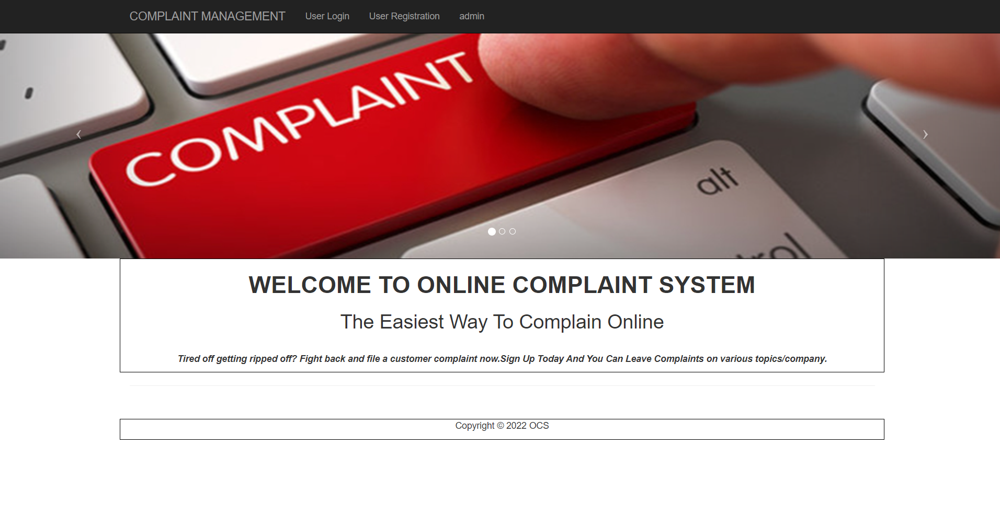 COMPLAINT MANAGEMENT User Login User Registration admin
COMPLAINT
alt
WELCOME TO ONLINE COMPLAINT SYSTEM
The Easiest Way To Complain Online
Tired off getting ripped off? Fight back and file a customer complaint now.Sign Up Today And You Can Leave Complaints on various topics/company.
Copyright © 2022 OCS